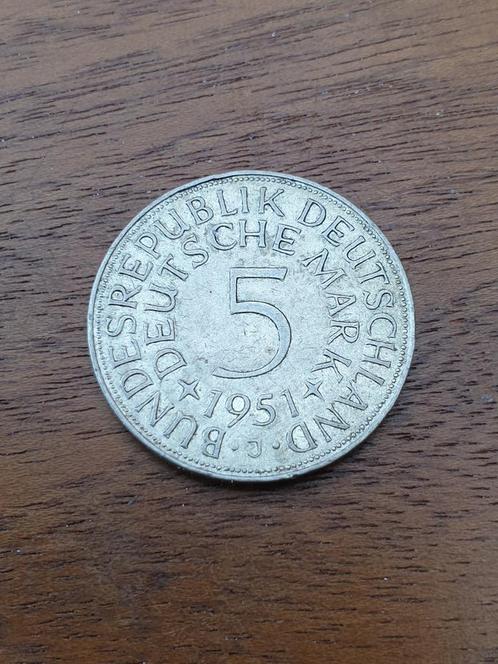 BUNDESREPUBLIK DEUTSCHLAND
DEUTSCHE MARK
5
1951
J